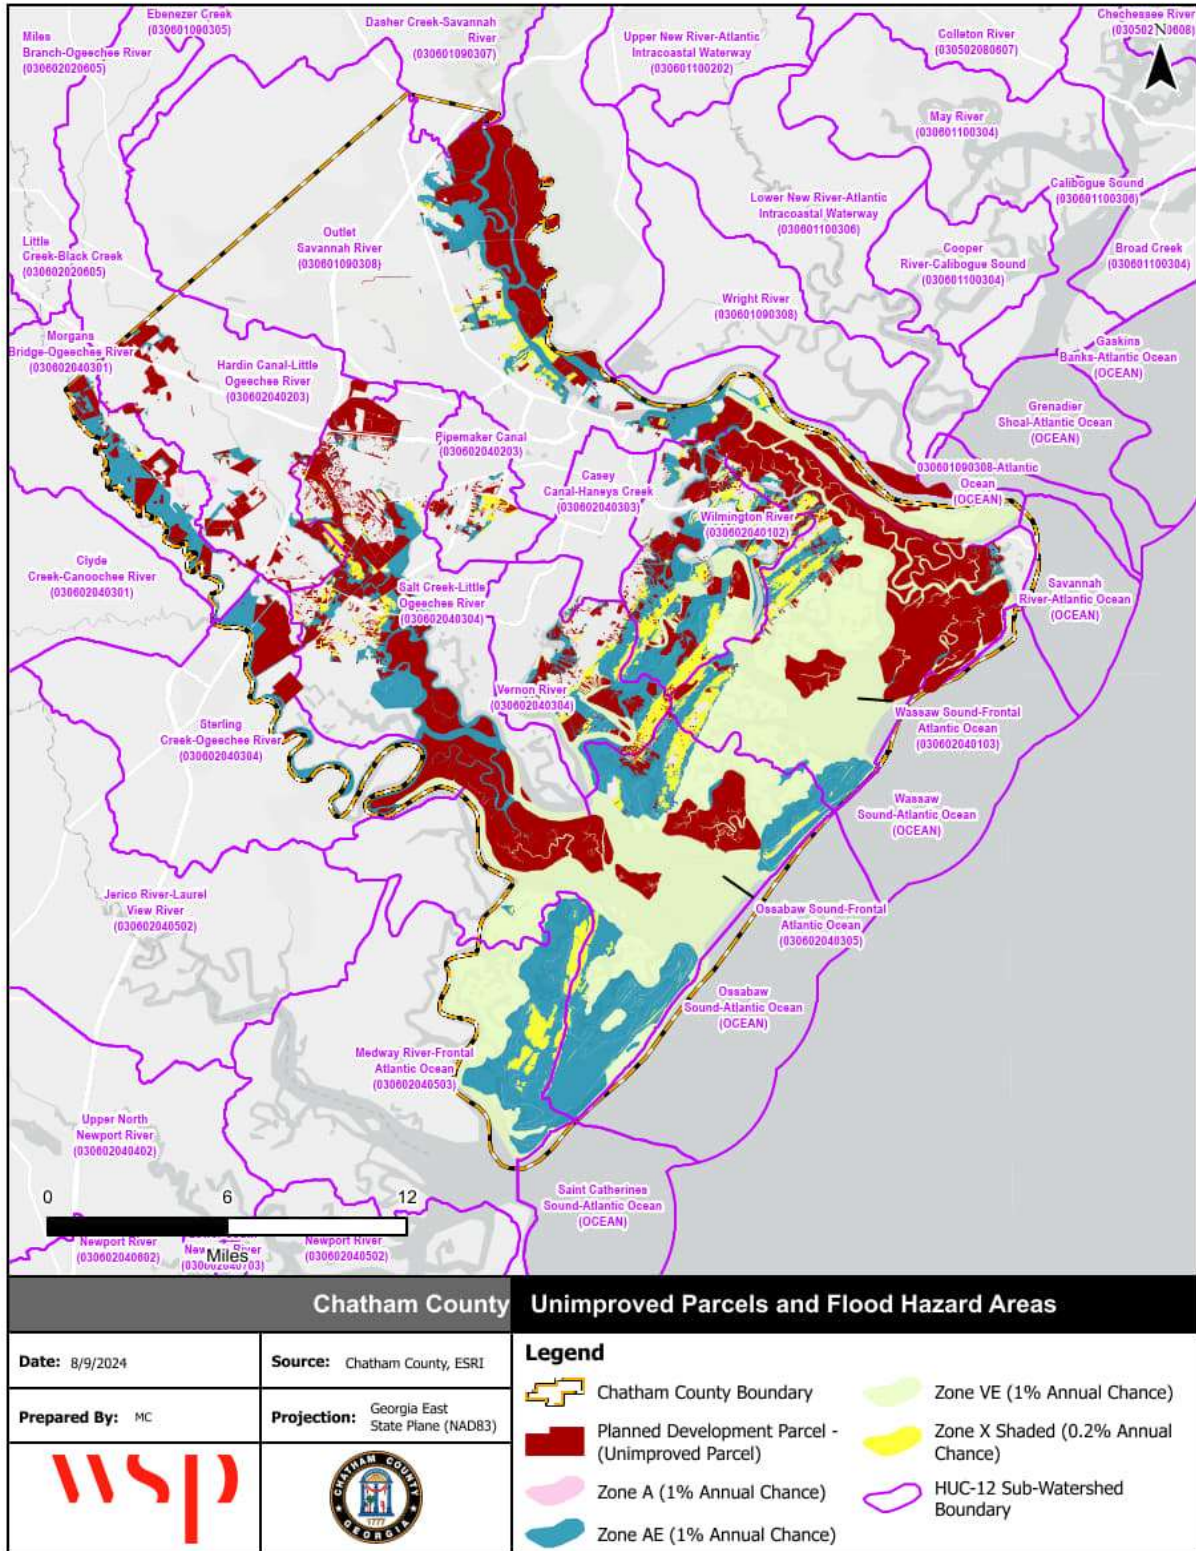 Ebenezer Creek
(030601090305)
Dasher Creek-Savannah
River
(030601090307)
Miles
Branch-Ogeechee River
(030602020605)
Upper New River-Atlantic
Intracoastal Waterway
(030601100202)
Colleton River
(030502080607)
Chechessee River
N
May River
(030601100304)
Calibogue Sound
(030601100306)
Lower New River-Atlantic
Intracoastal Waterway
(030601100306)
Little
Creek-Black Creek
(030602020605)
Outlet
Savannah River
(030601090308)
Cooper
River-Calibogue Sound
(030601100304)
Broad Creek
(030601100304)
Wright River
(030601090308)
Morgans
Bridge-Ogeechee River
(030602040301)
Gaskins
Banks-Atlantic Ocean
(OCEAN)
Hardin Canal-Little
Ogeechee River
(030602040203)
Grenadier
Shoal-Atlantic Ocean
(OCEAN)
Pipemaker Canal
(030602040203)
030601090308-Atlantic
Ocean
(OCEAN)
Casey
Canal-Haneys Creek
(030602040303)
Wilmington River
(030602040102)
Clyde
Creek-Canoochee River
(030602040301)
Salt Creek-Little
Ogeechee River
(030602040304)
Savannah
River-Atlantic Ocean
(OCEAN)
Vernon River
(030602040304)
Sterling
Creek-Ogeechee River
(030602040304)
Wassaw Sound-Frontal
Atlantic Ocean
(030602040103)
Wassaw
Sound-Atlantic Ocean
(OCEAN)
Jerico River-Laurel
View River
(030602040502)
Ossabaw Sound-Frontal
Atlantic Ocean
(030602040305)
Ossabaw
Sound-Atlantic Ocean
(OCEAN)
Medway River-Frontal
Atlantic Ocean
(030602040503)
Upper North
Newport River
(030602040402)
Saint Catherines
Sound-Atlantic Ocean
(OCEAN)
0 6 12
Miles
Newport River
(030602040602)
Newport River
(030602040502)
Chatham County
Unimproved Parcels and Flood Hazard Areas
Date: 8/9/2024
Source: Chatham County, ESRI
Prepared By: MC
Projection: Georgia East
State Plane (NAD83)
wsp
CHATHAM COUNTY
1777
GEORGIA
Legend
Chatham County Boundary
Planned Development Parcel -
(Unimproved Parcel)
Zone A (1% Annual Chance)
Zone AE (1% Annual Chance)
Zone VE (1% Annual Chance)
Zone X Shaded (0.2% Annual
Chance)
HUC-12 Sub-Watershed
Boundary